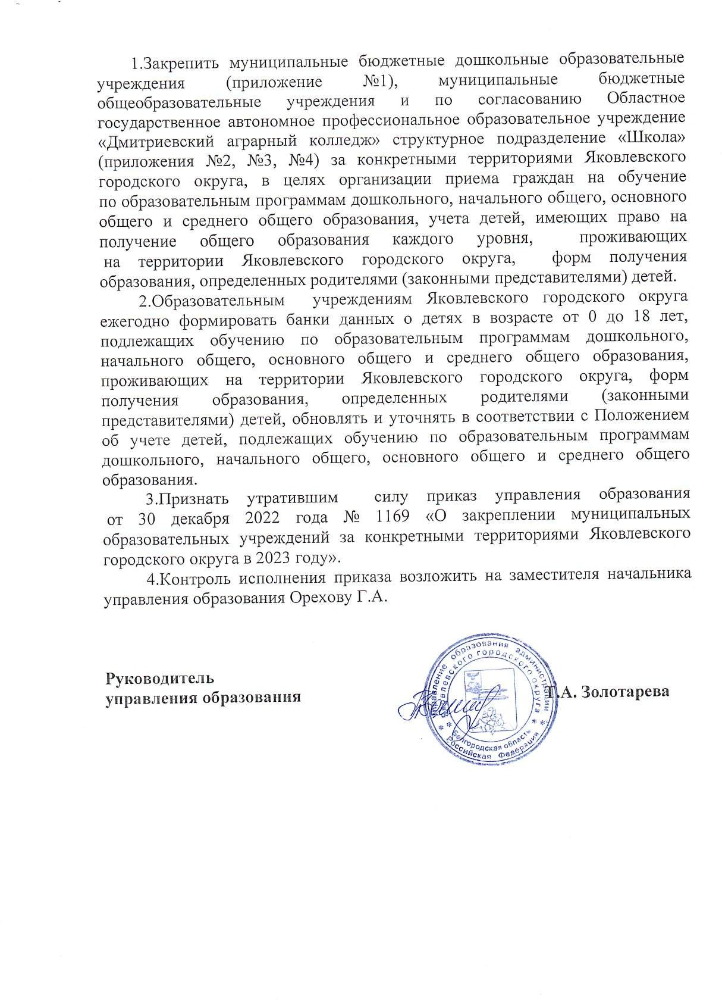 1.Закрепить муниципальные бюджетные дошкольные образовательные
учреждения (приложение №1), муниципальные бюджетные
общеобразовательные учреждения и по согласованию Областное
государственное автономное профессиональное образовательное учреждение
«Дмитриевский аграрный колледж» структурное подразделение «Школа»
(приложения №2, №3, №4) за конкретными территориями Яковлевского
городского округа, в целях организации приема граждан на обучение
по образовательным программам дошкольного, начального общего, основного
общего и среднего общего образования, учета детей, имеющих право на
получение общего образования каждого уровня, проживающих
на территории Яковлевского городского округа, форм получения
образования, определенных родителями (законными представителями) детей.
2.Образовательным учреждениям Яковлевского городского округа
ежегодно формировать банки данных о детях в возрасте от 0 до 18 лет,
подлежащих обучению по образовательным программам дошкольного,
начального общего, основного общего и среднего общего образования,
проживающих на территории Яковлевского городского округа, форм
получения образования, определенных родителями (законными
представителями) детей, обновлять и уточнять в соответствии с Положением
об учете детей, подлежащих обучению по образовательным программам
дошкольного, начального общего, основного общего и среднего общего
образования.
3.Признать утратившим силу приказ управления образования
от 30 декабря 2022 года № 1169 «О закреплении муниципальных
образовательных учреждений за конкретными территориями Яковлевского
городского округа в 2023 году».
4.Контроль исполнения приказа возложить на заместителя начальника
управления образования Орехову Г.А.
Руководитель
управления образования
Т.А. Золотарева
Управление образования администрации
Яковлевского городского округа
* Белгородская область *
* Российская Федерация *